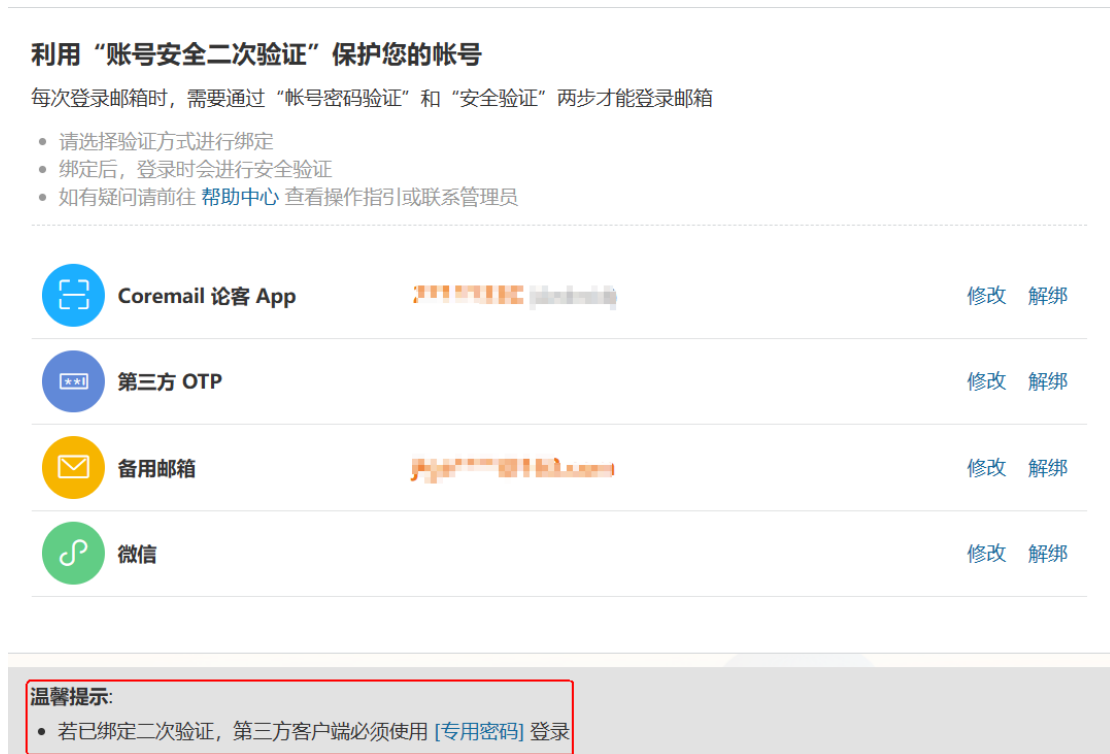 利用“账号安全二次验证”保护您的帐号
每次登录邮箱时，需要通过“帐号密码验证”和“安全验证”两步才能登录邮箱
请选择验证方式进行绑定
绑定后，登录时会进行安全验证
如有疑问请前往 帮助中心 查看操作指引或联系管理员
Coremail 论客 App 修改 解绑
第三方 OTP 修改 解绑
备用邮箱 修改 解绑
微信 修改 解绑
温馨提示:
若已绑定二次验证，第三方客户端必须使用 [专用密码] 登录